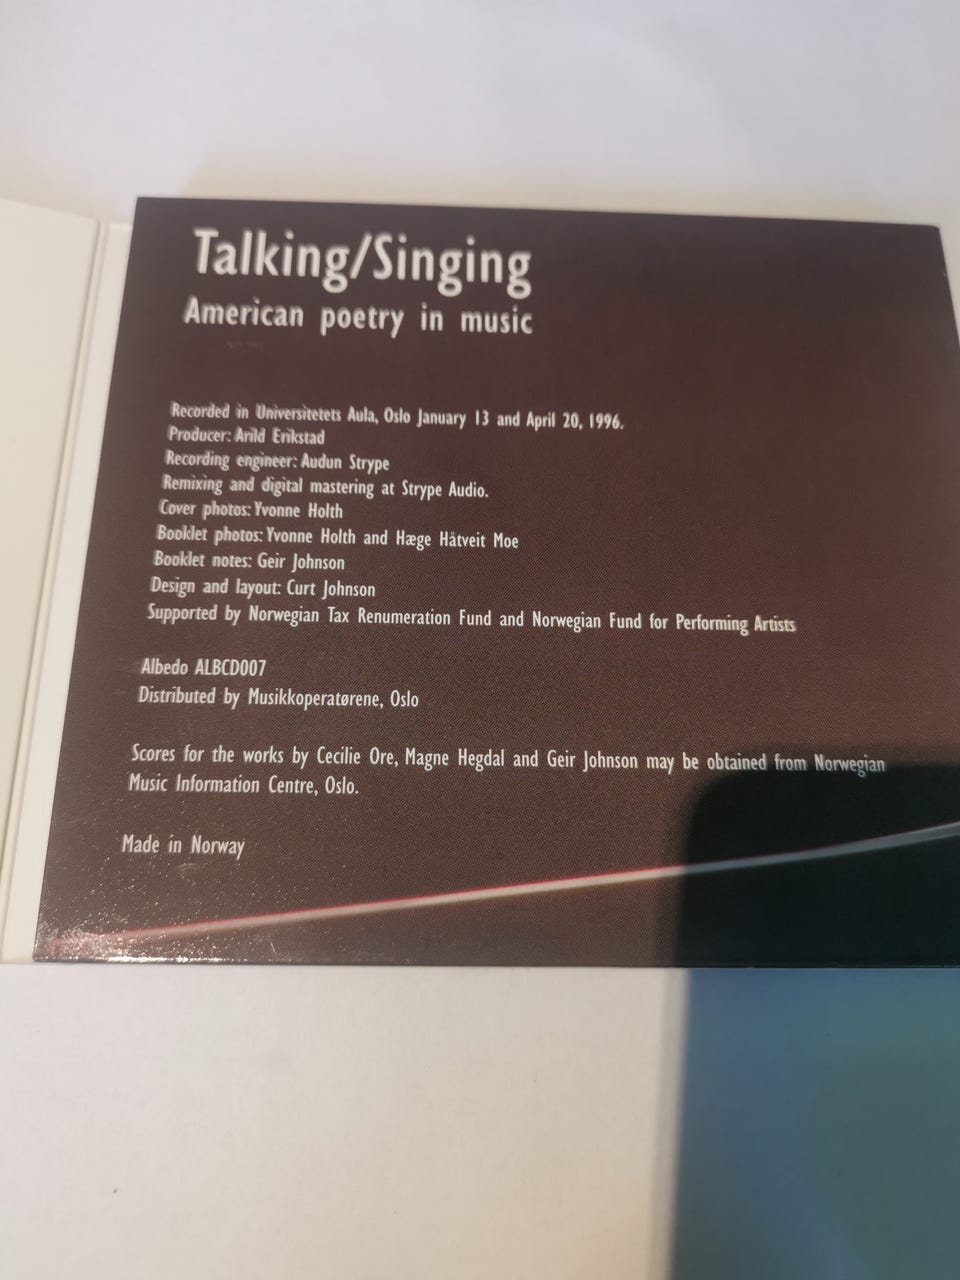 Talking/Singing
American poetry in music
Recorded in Universitetets Aula, Oslo January 13 and April 20, 1996.
Producer: Arild Erikstad
Recording engineer: Audun Strype
Remixing and digital mastering at Strype Audio.
Cover photos: Yvonne Holth
Booklet photos: Yvonne Holth and Hæge Håtveit Moe
Booklet notes: Geir Johnson
Design and layout: Curt Johnson
Supported by Norwegian Tax Renumeration Fund and Norwegian Fund for Performing Artists
Albedo ALBCD007
Distributed by Musikkoperatørene, Oslo
Scores for the works by Cecilie Ore, Magne Hegdal and Geir Johnson may be obtained from Norwegian
Music Information Centre, Oslo.
Made in Norway